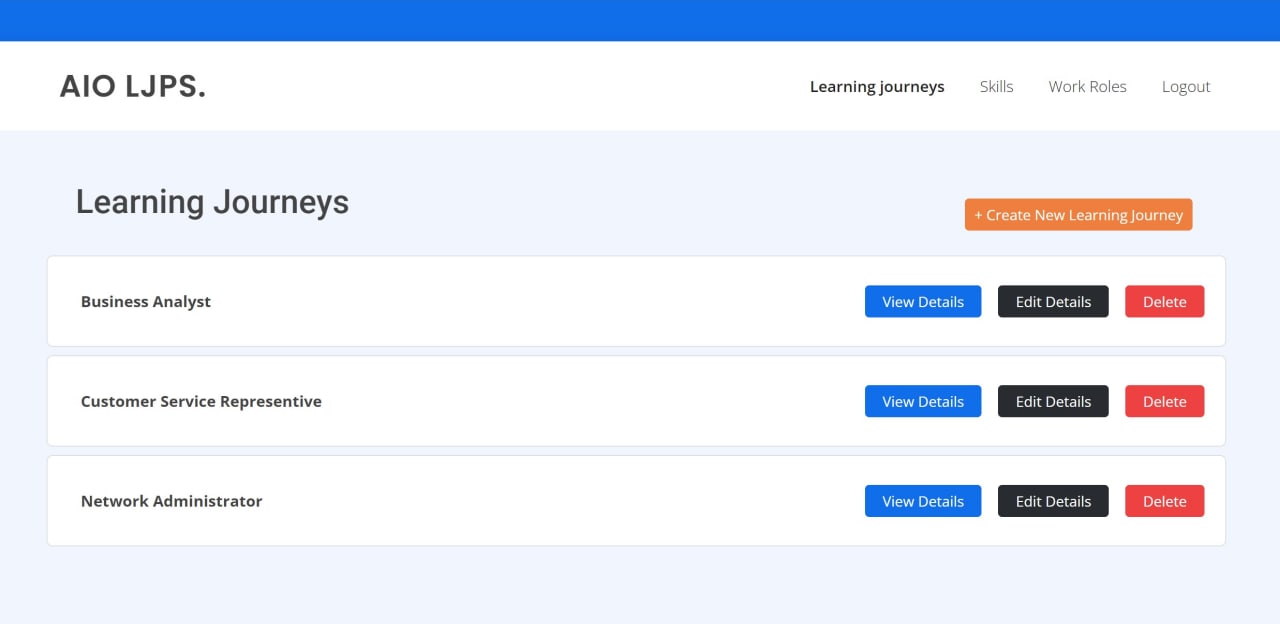 AIO LJPS.
Learning journeys Skills Work Roles Logout
Learning Journeys
+ Create New Learning Journey
Business Analyst View Details Edit Details Delete
Customer Service Representive View Details Edit Details Delete
Network Administrator View Details Edit Details Delete